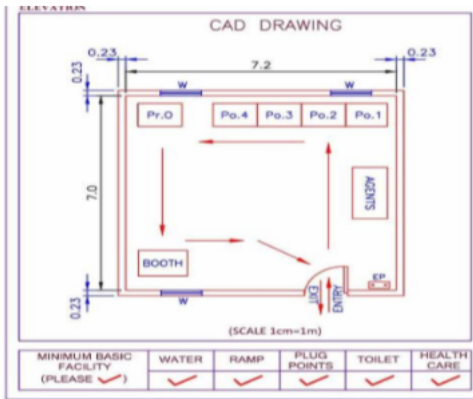 ELEVATION
CAD DRAWING
0.23
7.2
0.23
0.23
W
W
Pr.O
Po.4
Po.3
Po.2
Po.1
7.0
AGENTS
BOOTH
EP
0.23
W
EXIT
ENTRY
(SCALE 1cm=1m)
MINIMUM BASIC
FACILITY
(PLEASE ✓)
WATER
RAMP
PLUG
POINTS
TOILET
HEALTH
CARE
✓ ✓ ✓ ✓ ✓